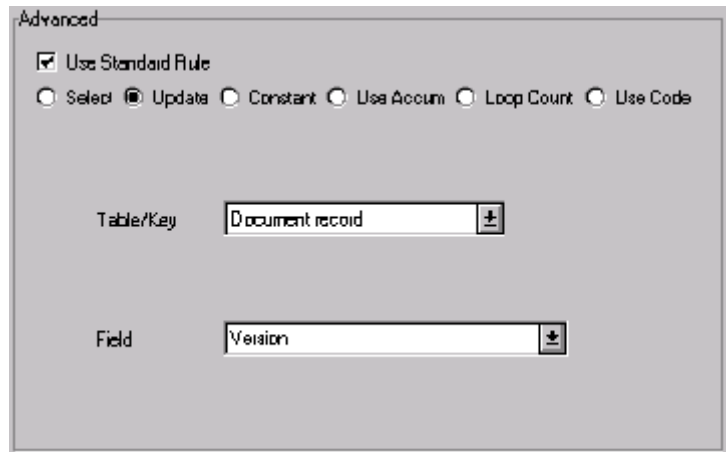 Advanced
Use Standard Rule
Select Update Constant Use Accum Loop Count Use Code
Table/Key Document record
Field Version